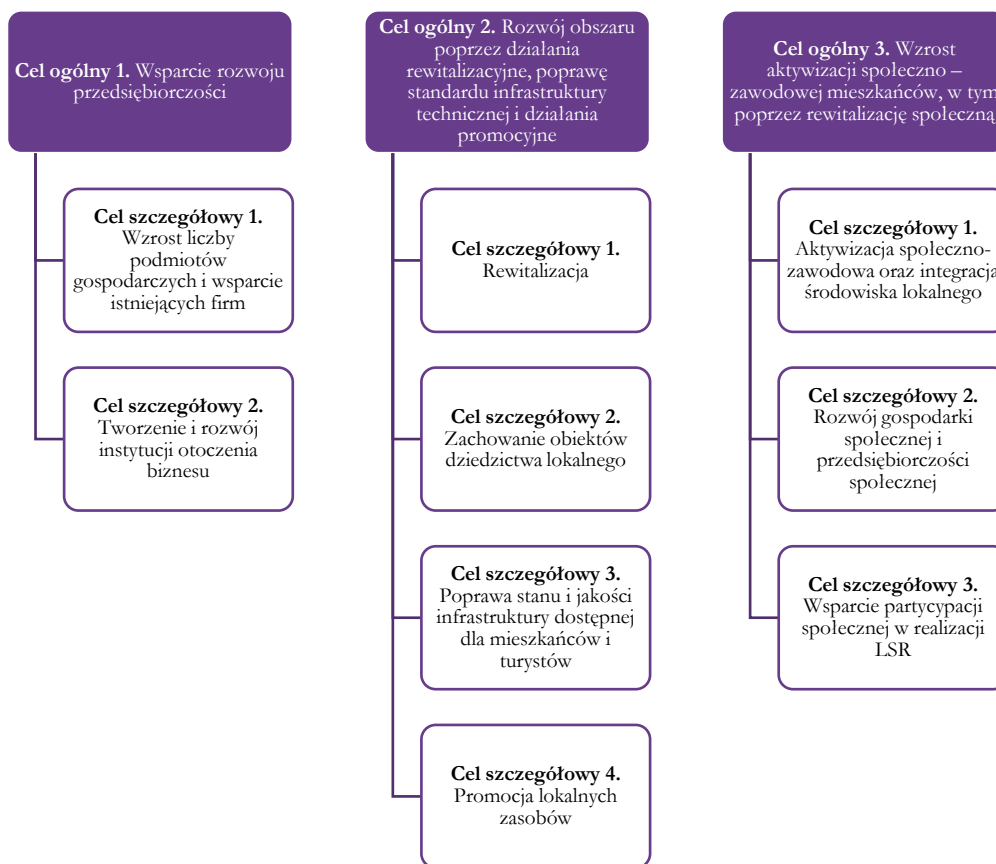 Cel ogólny 1. Wsparcie rozwoju
przedsiębiorczości
Cel szczegółowy 1.
Wzrost liczby
podmiotów
gospodarczych i wsparcie
istniejących firm
Cel szczegółowy 2.
Tworzenie i rozwój
instytucji otoczenia
biznesu
Cel ogólny 2. Rozwój obszaru
poprzez działania
rewitalizacyjne, poprawę
standardu infrastruktury
technicznej i działania
promocyjne
Cel szczegółowy 1.
Rewitalizacja
Cel szczegółowy 2.
Zachowanie obiektów
dziedzictwa lokalnego
Cel szczegółowy 3.
Poprawa stanu i jakości
infrastruktury dostępnej
dla mieszkańców i
turystów
Cel szczegółowy 4.
Promocja lokalnych
zasobów
Cel ogólny 3. Wzrost
aktywizacji społeczno –
zawodowej mieszkańców, w tym
poprzez rewitalizację społeczną
Cel szczegółowy 1.
Aktywizacja społeczno-
zawodowa oraz integracja
środowiska lokalnego
Cel szczegółowy 2.
Rozwój gospodarki
społecznej i
przedsiębiorczości
społecznej
Cel szczegółowy 3.
Wsparcie partycypacji
społecznej w realizacji
LSR